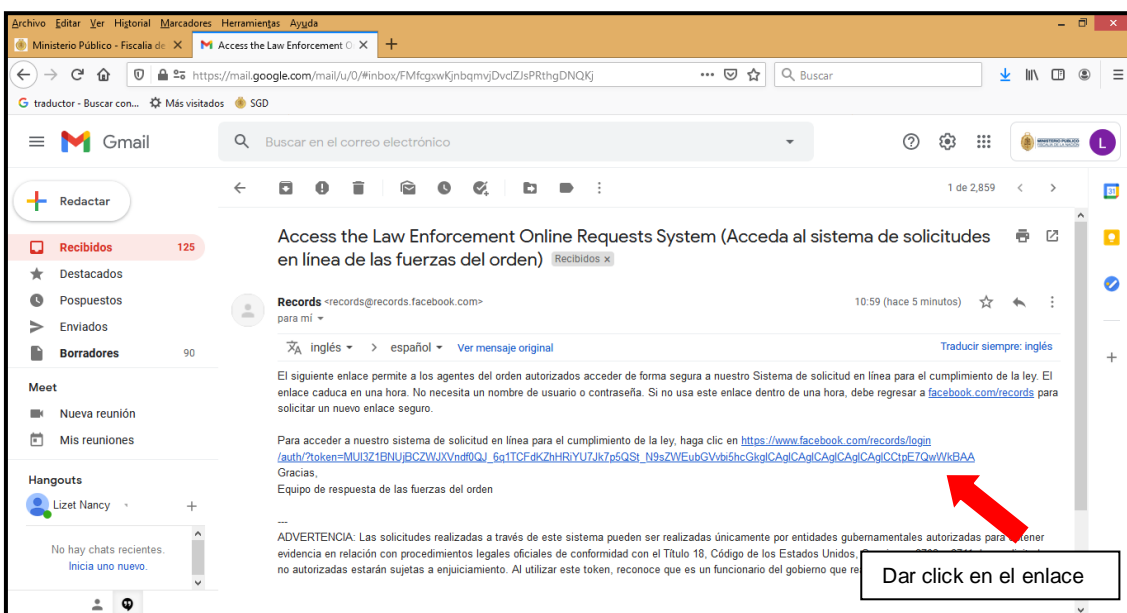 Archivo Editar Ver Historial Marcadores Herramientas Ayuda
Ministerio Público - Fiscalía de
Access the Law Enforcement O
https://mail.google.com/mail/u/0/#inbox/FMfcgxwKjnbqmvjDvclZJsPRthgDNQKj
Buscar
traductor - Buscar con... Más visitados SGD
Gmail
Buscar en el correo electrónico
MINISTERIO PUBLICO
FISCALIA DE LA NACION
L
Redactar
1 de 2,859
31
Recibidos 125
Destacados
Pospuestos
Enviados
Borradores 90
Meet
Nueva reunión
Mis reuniones
Hangouts
Lizet Nancy
No hay chats recientes.
Inicia uno nuevo.
Access the Law Enforcement Online Requests System (Acceda al sistema de solicitudes
en línea de las fuerzas del orden) Recibidos x
Records <records@records.facebook.com> 10:59 (hace 5 minutos)
para mí
inglés > español Ver mensaje original Traducir siempre: inglés
El siguiente enlace permite a los agentes del orden autorizados acceder de forma segura a nuestro Sistema de solicitud en línea para el cumplimiento de la ley. El
enlace caduca en una hora. No necesita un nombre de usuario o contraseña. Si no usa este enlace dentro de una hora, debe regresar a facebook.com/records para
solicitar un nuevo enlace seguro.
Para acceder a nuestro sistema de solicitud en línea para el cumplimiento de la ley, haga clic en https://www.facebook.com/records/login
/auth/?token=MUI3Z1BNUjBCZWJXVndf0QJ_6q1TCFdKZhHRiYU7Jk7p5QSt_N9sZWEubGVvbi5hcGkglCAglCAglCAglCAglCAglCCtpE7QwWkBAA
Gracias,
Equipo de respuesta de las fuerzas del orden
---
ADVERTENCIA: Las solicitudes realizadas a través de este sistema pueden ser realizadas únicamente por entidades gubernamentales autorizadas para obtener
evidencia en relación con procedimientos legales oficiales de conformidad con el Título 18, Código de los Estados Unidos,
no autorizadas estarán sujetas a enjuiciamiento. Al utilizar este token, reconoce que es un funcionario del gobierno que
Dar click en el enlace